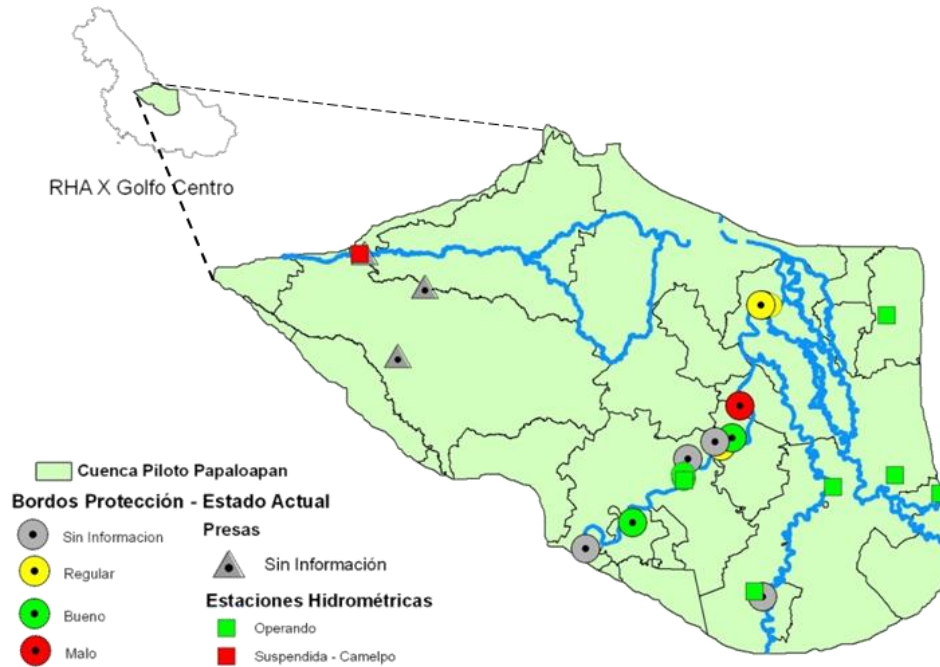 RHA X Golfo Centro
Cuenca Piloto Papaloapan
Bordos Protección - Estado Actual
Sin Informacion
Regular
Bueno
Malo
Presas
Sin Información
Estaciones Hidrométricas
Operando
Suspendida - Camelpo